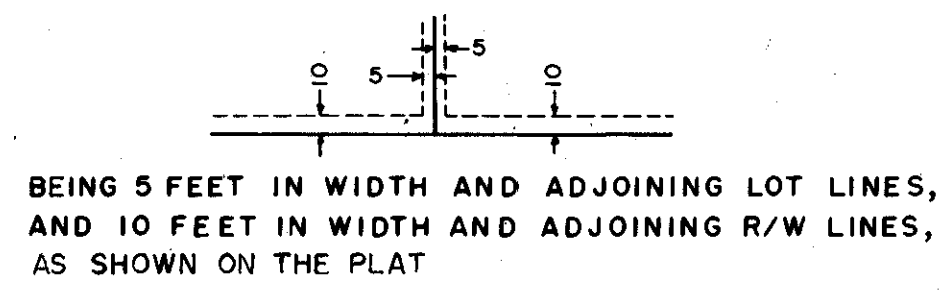 5
10 5 10
BEING 5 FEET IN WIDTH AND ADJOINING LOT LINES,
AND 10 FEET IN WIDTH AND ADJOINING R/W LINES,
AS SHOWN ON THE PLAT